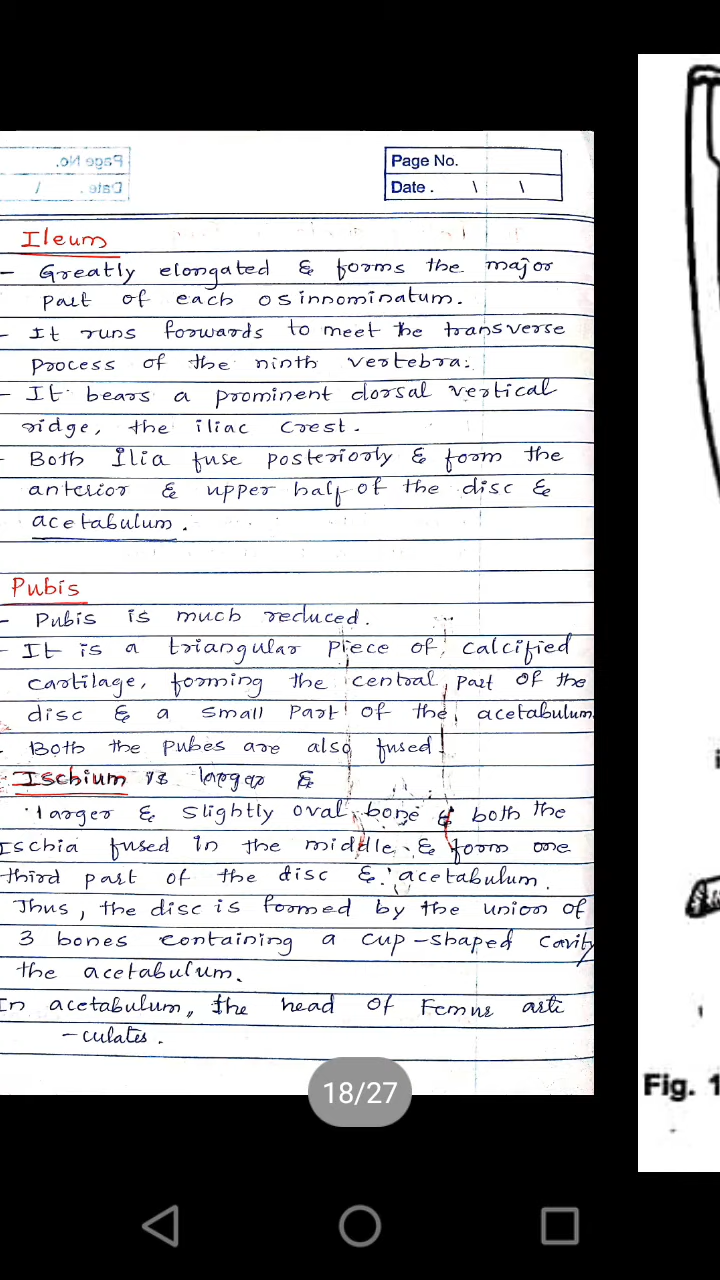 Page No.
Date . \ \
Page No.
Date . /
Ileum
- Greatly elongated & forms the major
part of each os innominatum.
- It runs forwards to meet the transverse
process of the ninth vertebra.
- It bears a prominent dorsal vertical
ridge, the iliac crest.
- Both Ilia fuse posteriorly & form the
anterior & upper half of the disc &
acetabulum.
Pubis
- Pubis is much reduced.
- It is a triangular piece of calcified
cartilage, forming the central part of the
disc & a small part of the acetabulum
- Both the pubes are also fused.
Ischium is larger &
larger & slightly oval bone & both the
Ischia fused in the middle & form one
third part of the disc & acetabulum.
Thus, the disc is formed by the union of
3 bones containing a cup-shaped cavity
the acetabulum.
In acetabulum, the head of Femur arti
-culates.
18/27
Fig. 1